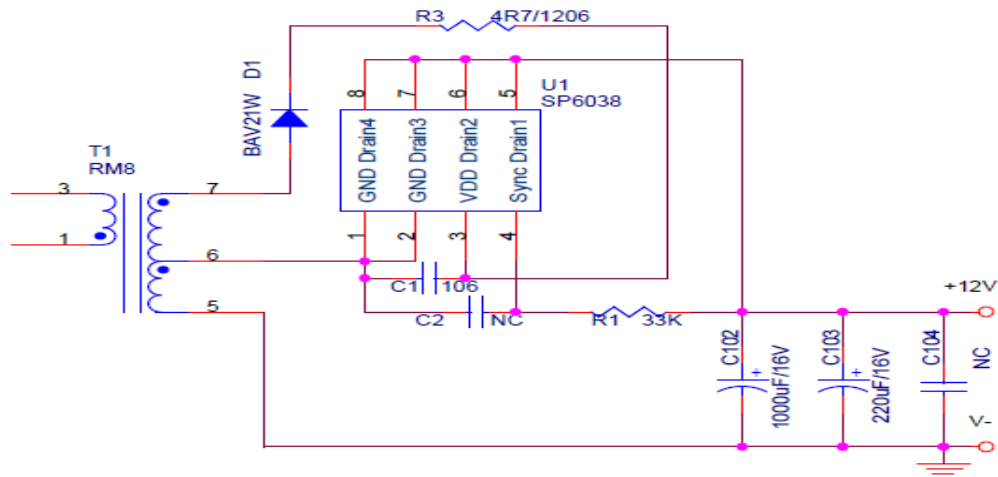 R3 4R7/1206
BAV21W D1
U1
SP6038
8 7 6 5
GND Drain4
GND Drain3
VDD Drain2
Sync Drain1
1 2 3 4
T1
RM8
3
1
7
6
5
C1 106
C2 NC
R1 33K
+12V
C102
1000uF/16V
+
C103
220uF/16V
+
C104
NC
V-